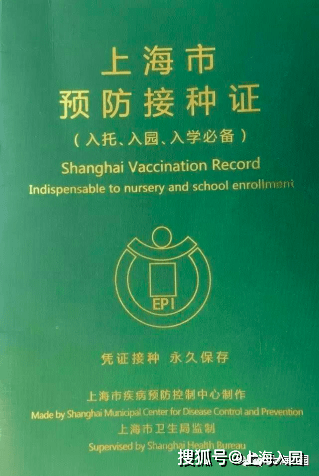 上海市
预防接种证
（入托、入园、入学必备）
Shanghai Vaccination Record
Indispensable to nursery and school enrollment
EPI
凭证接种 永久保存
上海市疾病预防控制中心制作
Made by Shanghai Municipal Center for Disease Control and Prevention
上海市卫生局监制
Supervised by Shanghai Health Bureau
搜狐号@上海入园